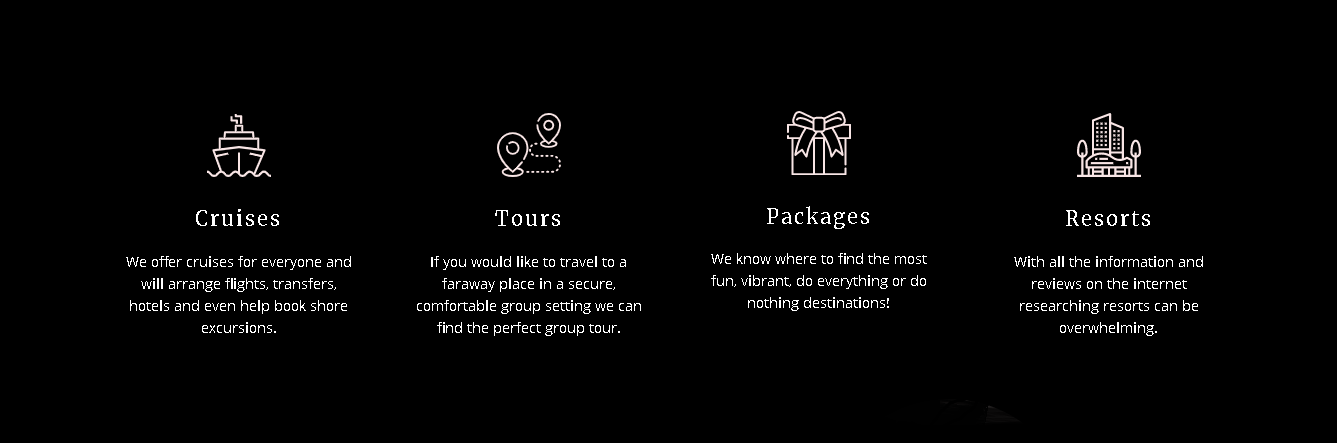 Cruises
We offer cruises for everyone and
will arrange flights, transfers,
hotels and even help book shore
excursions.
Tours
If you would like to travel to a
faraway place in a secure,
comfortable group setting we can
find the perfect group tour.
Packages
We know where to find the most
fun, vibrant, do everything or do
nothing destinations!
Resorts
With all the information and
reviews on the internet
researching resorts can be
overwhelming.